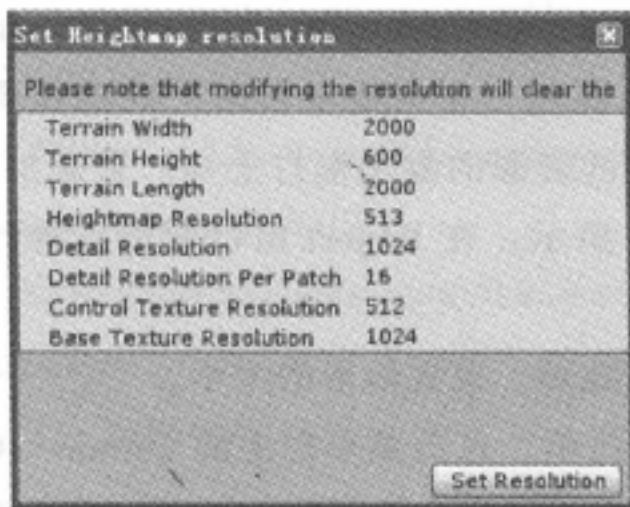 Set Heightmap resolution
Please note that modifying the resolution will clear the
Terrain Width 2000
Terrain Height 600
Terrain Length 2000
Heightmap Resolution 513
Detail Resolution 1024
Detail Resolution Per Patch 16
Control Texture Resolution 512
Base Texture Resolution 1024
Set Resolution